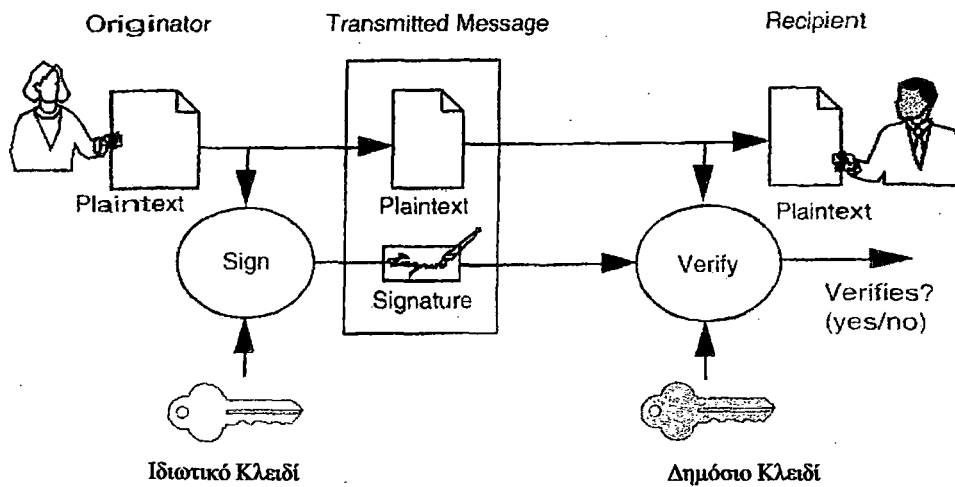 Originator
Transmitted Message
Recipient
Plaintext
Plaintext
Plaintext
Sign
Signature
Verify
Verifies?
(yes/no)
Ιδιωτικό Κλειδί
Δημόσιο Κλειδί